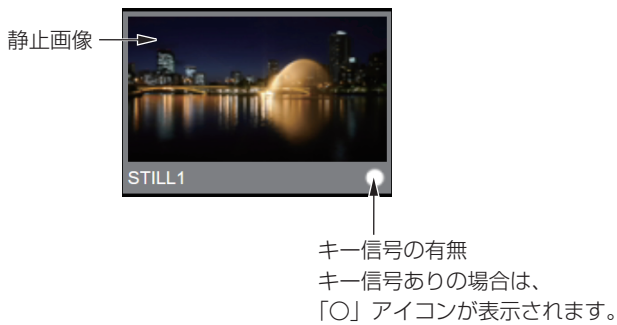 静止画像
STILL1
キー信号の有無
キー信号ありの場合は、
「○」アイコンが表示されます。